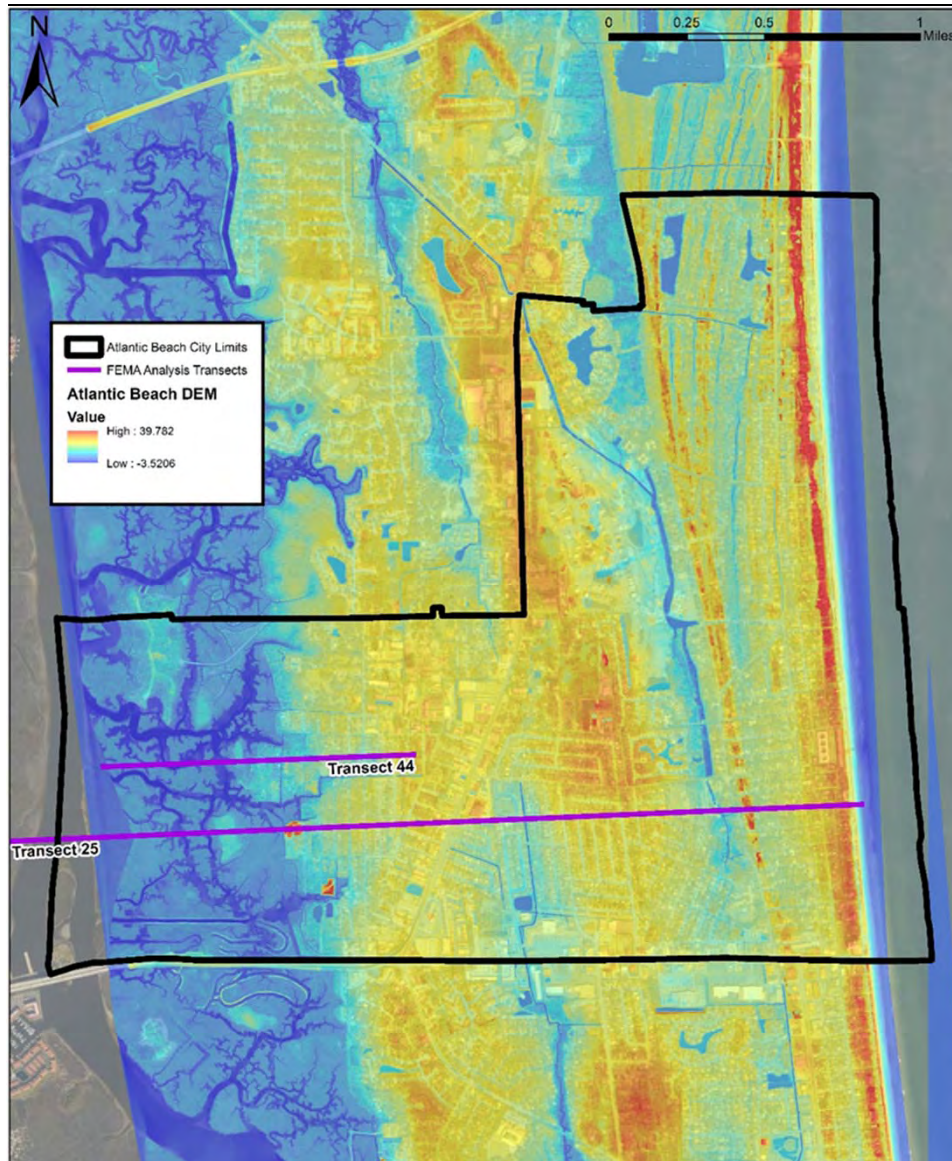 N
0 0.25 0.5 1
Miles
Atlantic Beach City Limits
FEMA Analysis Transects
Atlantic Beach DEM
Value
High : 39.782
Low : -3.5206
Transect 44
Transect 25